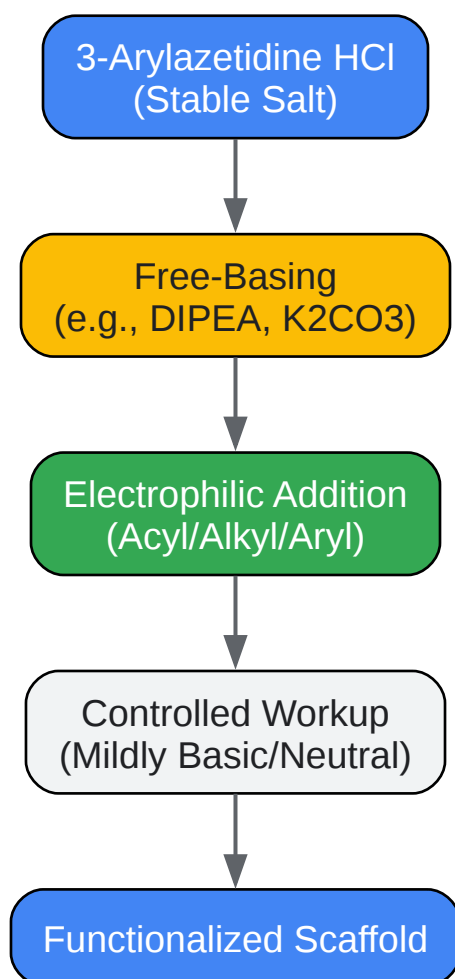 3-Arylazetidine HCl
(Stable Salt)
Free-Basing
(e.g., DIPEA, K2CO3)
Electrophilic Addition
(Acyl/Alkyl/Aryl)
Controlled Workup
(Mildly Basic/Neutral)
Functionalized Scaffold